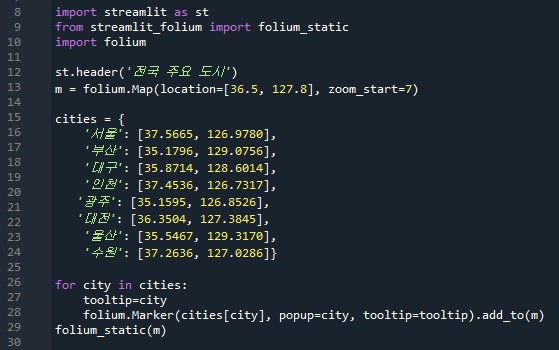 8 import streamlit as st
9 from streamlit_folium import folium_static
10 import folium
11
12 st.header('전국 주요 도시')
13 m = folium.Map(location=[36.5, 127.8], zoom_start=7)
14
15 cities = {
16     '서울': [37.5665, 126.9780],
17     '부산': [35.1796, 129.0756],
18     '대구': [35.8714, 128.6014],
19     '인천': [37.4536, 126.7317],
20     '광주': [35.1595, 126.8526],
21     '대전': [36.3504, 127.3845],
22     '울산': [35.5467, 129.3170],
24     '수원': [37.2636, 127.0286]}
25
26 for city in cities:
27     tooltip=city
28     folium.Marker(cities[city], popup=city, tooltip=tooltip).add_to(m)
29 folium_static(m)
30